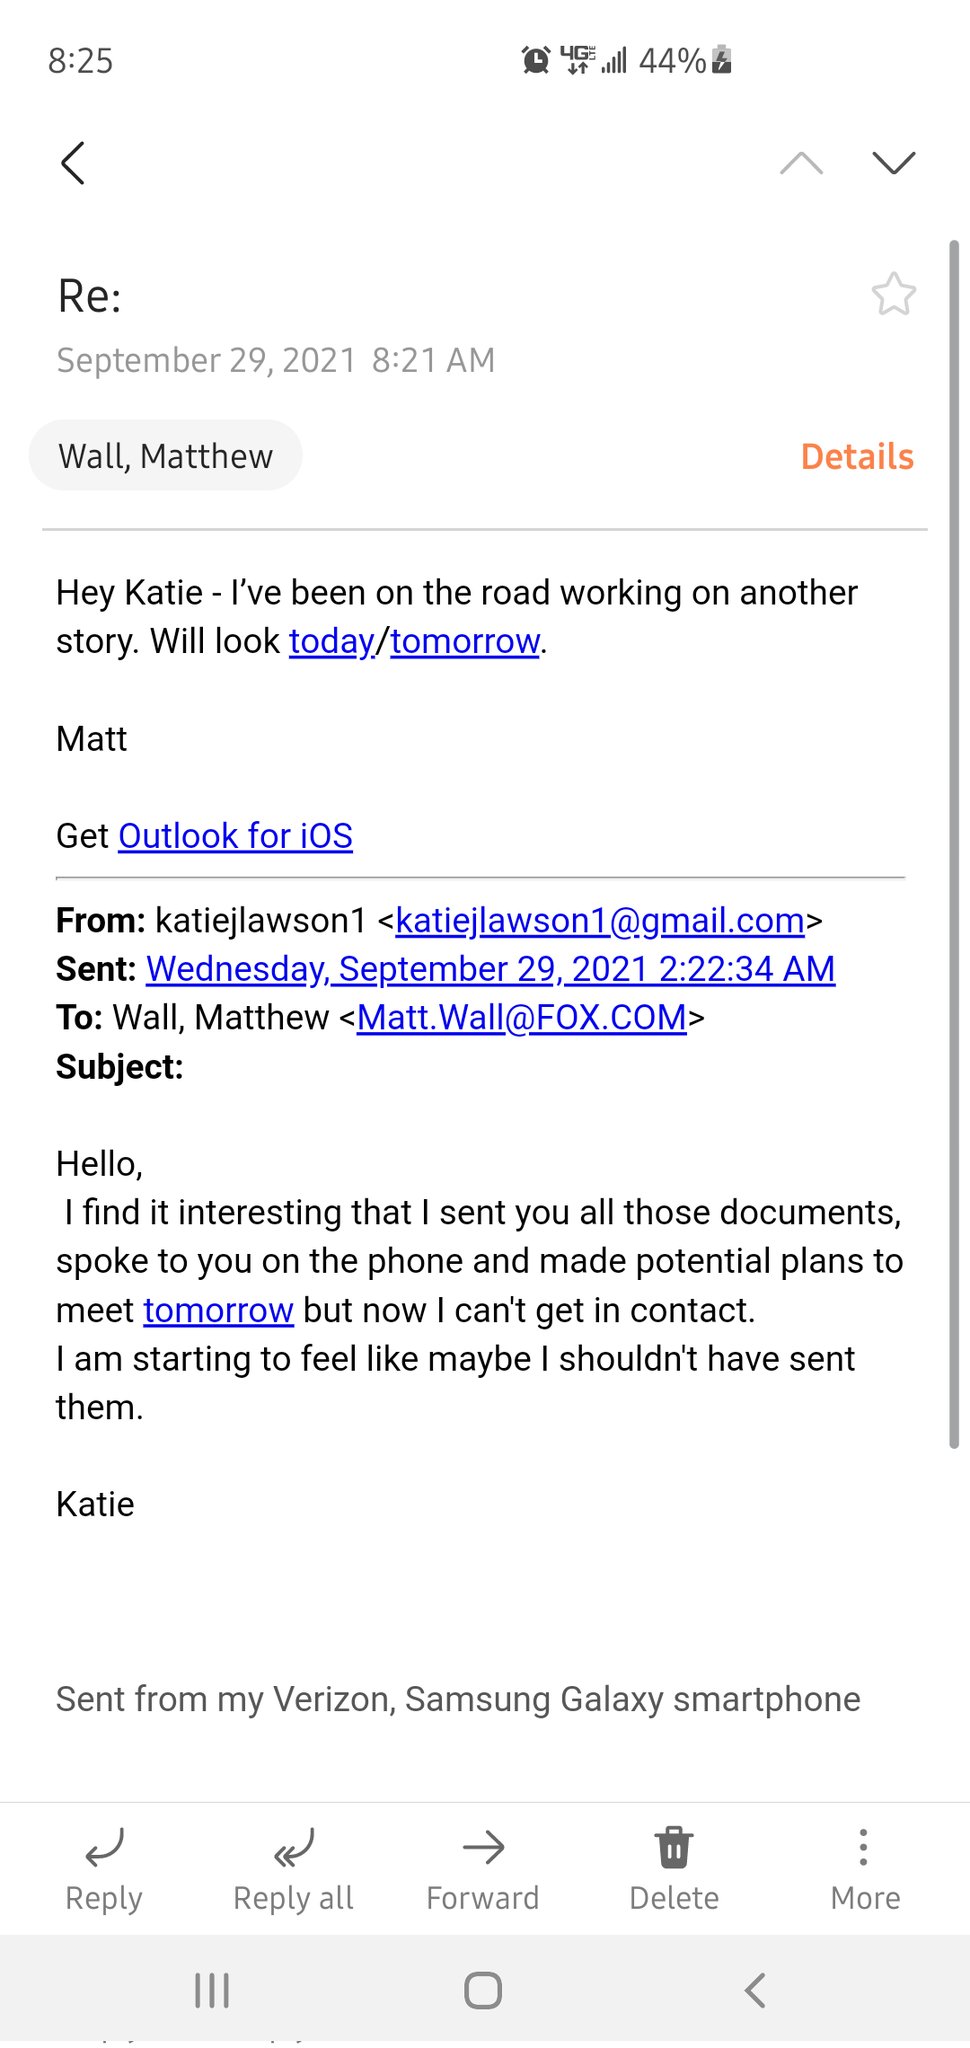 8:25
4G LTE 44%
Re:
September 29, 2021 8:21 AM
Wall, Matthew
Details
Hey Katie - I’ve been on the road working on another
story. Will look today/tomorrow.
Matt
Get Outlook for iOS
From: katiejlawson1 <katiejlawson1@gmail.com>
Sent: Wednesday, September 29, 2021 2:22:34 AM
To: Wall, Matthew <Matt.Wall@FOX.COM>
Subject:
Hello,
I find it interesting that I sent you all those documents,
spoke to you on the phone and made potential plans to
meet tomorrow but now I can't get in contact.
I am starting to feel like maybe I shouldn't have sent
them.
Katie
Sent from my Verizon, Samsung Galaxy smartphone
Reply
Reply all
Forward
Delete
More